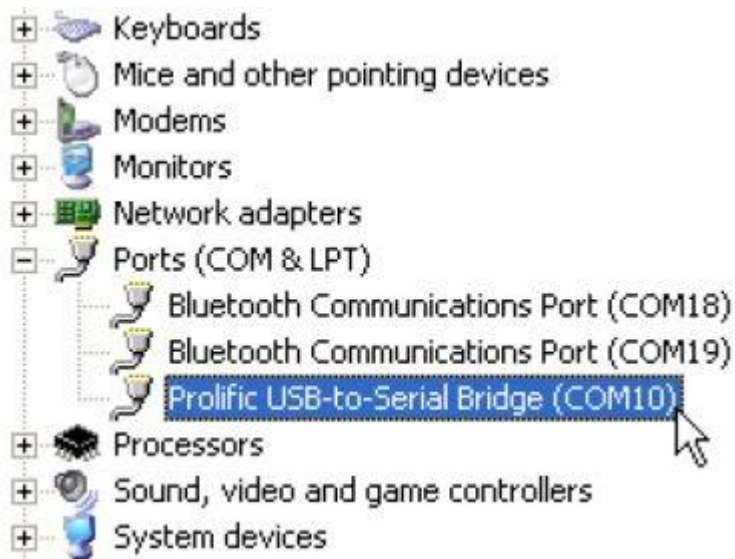 Keyboards
Mice and other pointing devices
Modems
Monitors
Network adapters
Ports (COM & LPT)
Bluetooth Communications Port (COM18)
Bluetooth Communications Port (COM19)
Prolific USB-to-Serial Bridge (COM10)
Processors
Sound, video and game controllers
System devices